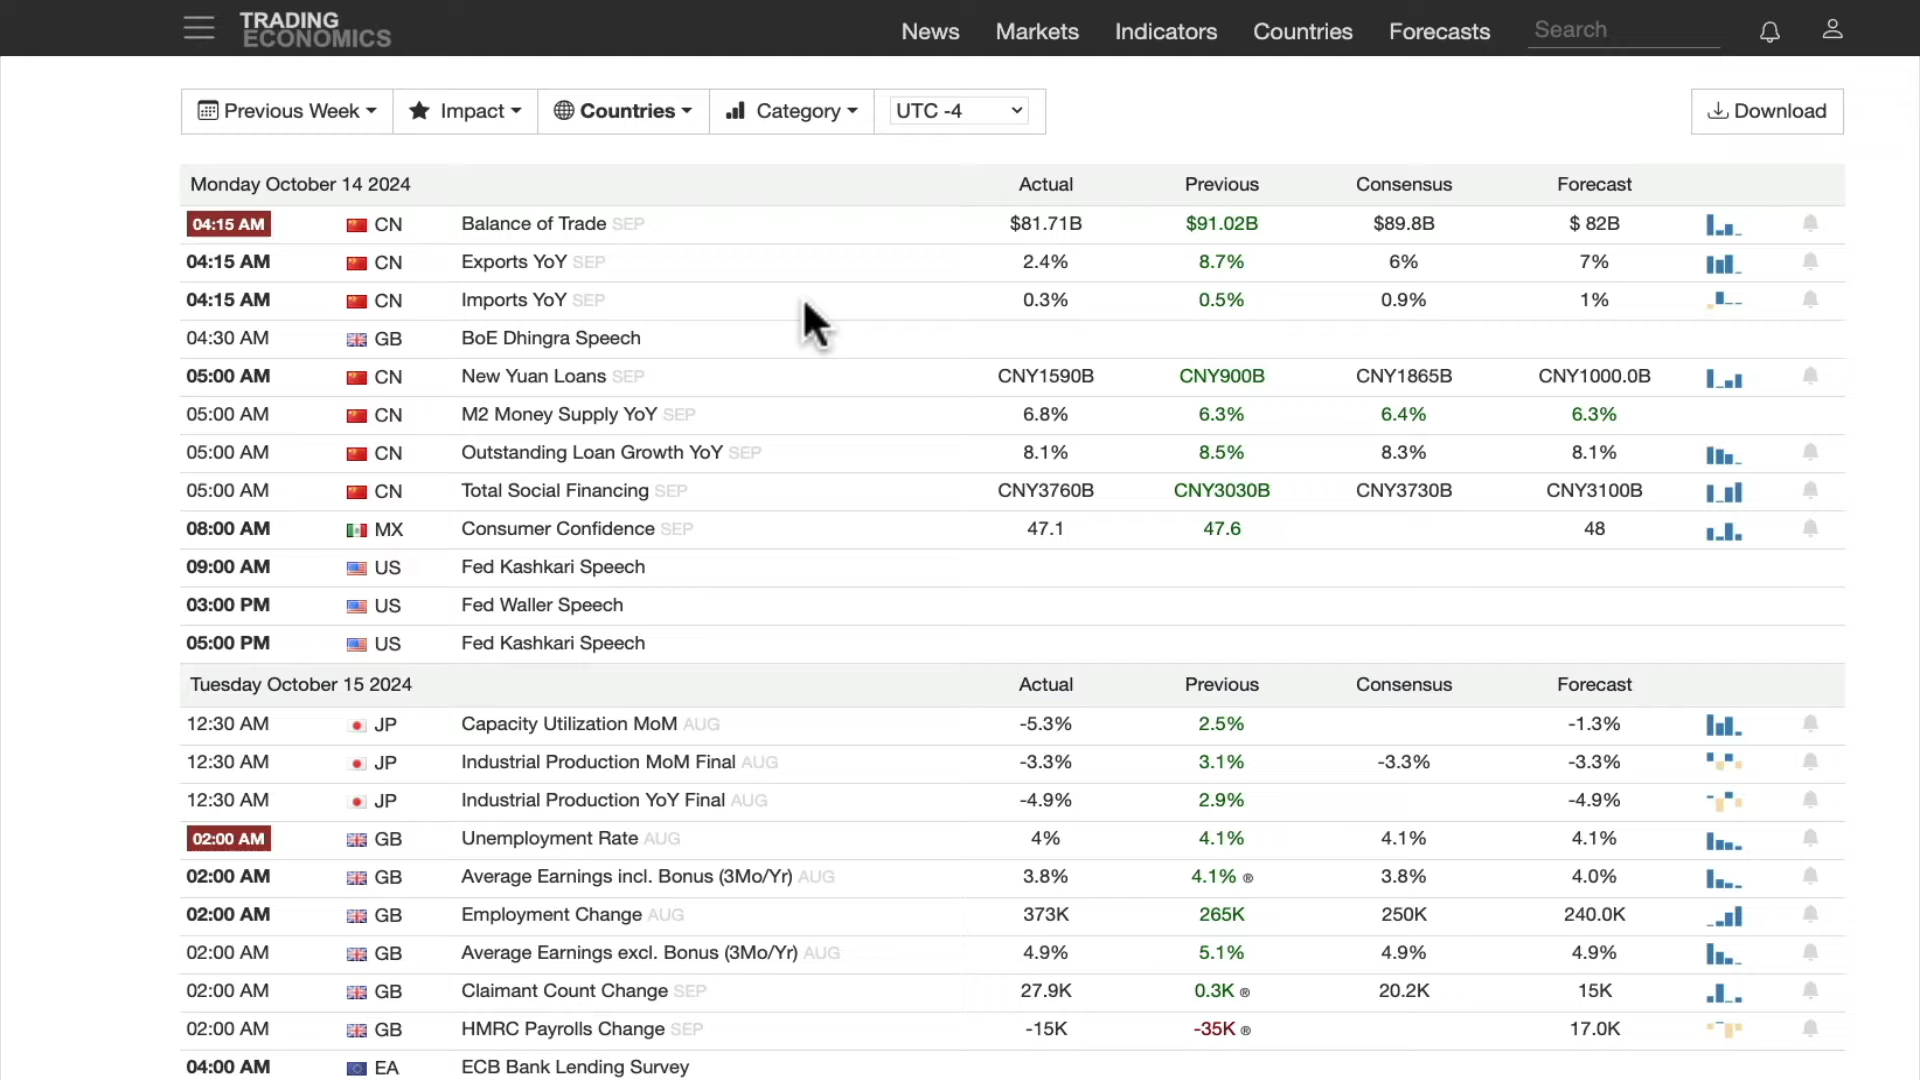 TRADING ECONOMICS News Markets Indicators Countries Forecasts Search
Previous Week Impact Countries Category UTC -4 Download
Monday October 14 2024 Actual Previous Consensus Forecast
04:15 AM CN Balance of Trade SEP $81.71B $91.02B $89.8B $ 82B
04:15 AM CN Exports YoY SEP 2.4% 8.7% 6% 7%
04:15 AM CN Imports YoY SEP 0.3% 0.5% 0.9% 1%
04:30 AM GB BoE Dhingra Speech
05:00 AM CN New Yuan Loans SEP CNY1590B CNY900B CNY1865B CNY1000.0B
05:00 AM CN M2 Money Supply YoY SEP 6.8% 6.3% 6.4% 6.3%
05:00 AM CN Outstanding Loan Growth YoY SEP 8.1% 8.5% 8.3% 8.1%
05:00 AM CN Total Social Financing SEP CNY3760B CNY3030B CNY3730B CNY3100B
08:00 AM MX Consumer Confidence SEP 47.1 47.6 48
09:00 AM US Fed Kashkari Speech
03:00 PM US Fed Waller Speech
05:00 PM US Fed Kashkari Speech
Tuesday October 15 2024 Actual Previous Consensus Forecast
12:30 AM JP Capacity Utilization MoM AUG -5.3% 2.5% -1.3%
12:30 AM JP Industrial Production MoM Final AUG -3.3% 3.1% -3.3% -3.3%
12:30 AM JP Industrial Production YoY Final AUG -4.9% 2.9% -4.9%
02:00 AM GB Unemployment Rate AUG 4% 4.1% 4.1% 4.1%
02:00 AM GB Average Earnings incl. Bonus (3Mo/Yr) AUG 3.8% 4.1% ® 3.8% 4.0%
02:00 AM GB Employment Change AUG 373K 265K 250K 240.0K
02:00 AM GB Average Earnings excl. Bonus (3Mo/Yr) AUG 4.9% 5.1% 4.9% 4.9%
02:00 AM GB Claimant Count Change SEP 27.9K 0.3K ® 20.2K 15K
02:00 AM GB HMRC Payrolls Change SEP -15K -35K ® 17.0K
04:00 AM EA ECB Bank Lending Survey